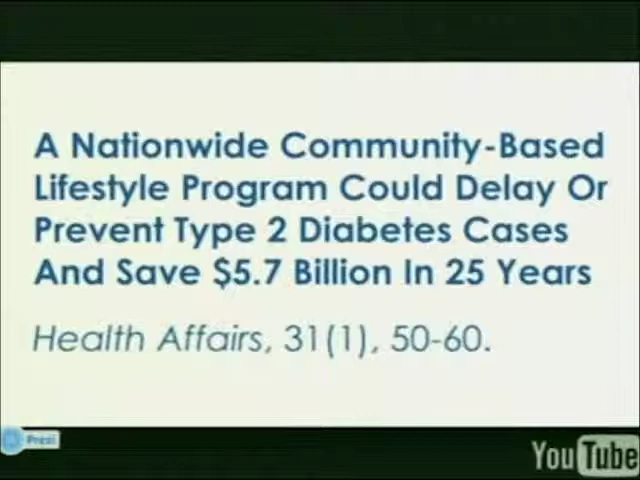 A Nationwide Community-Based
Lifestyle Program Could Delay Or
Prevent Type 2 Diabetes Cases
And Save $5.7 Billion In 25 Years
Health Affairs, 31(1), 50-60.
Prezi
YouTube